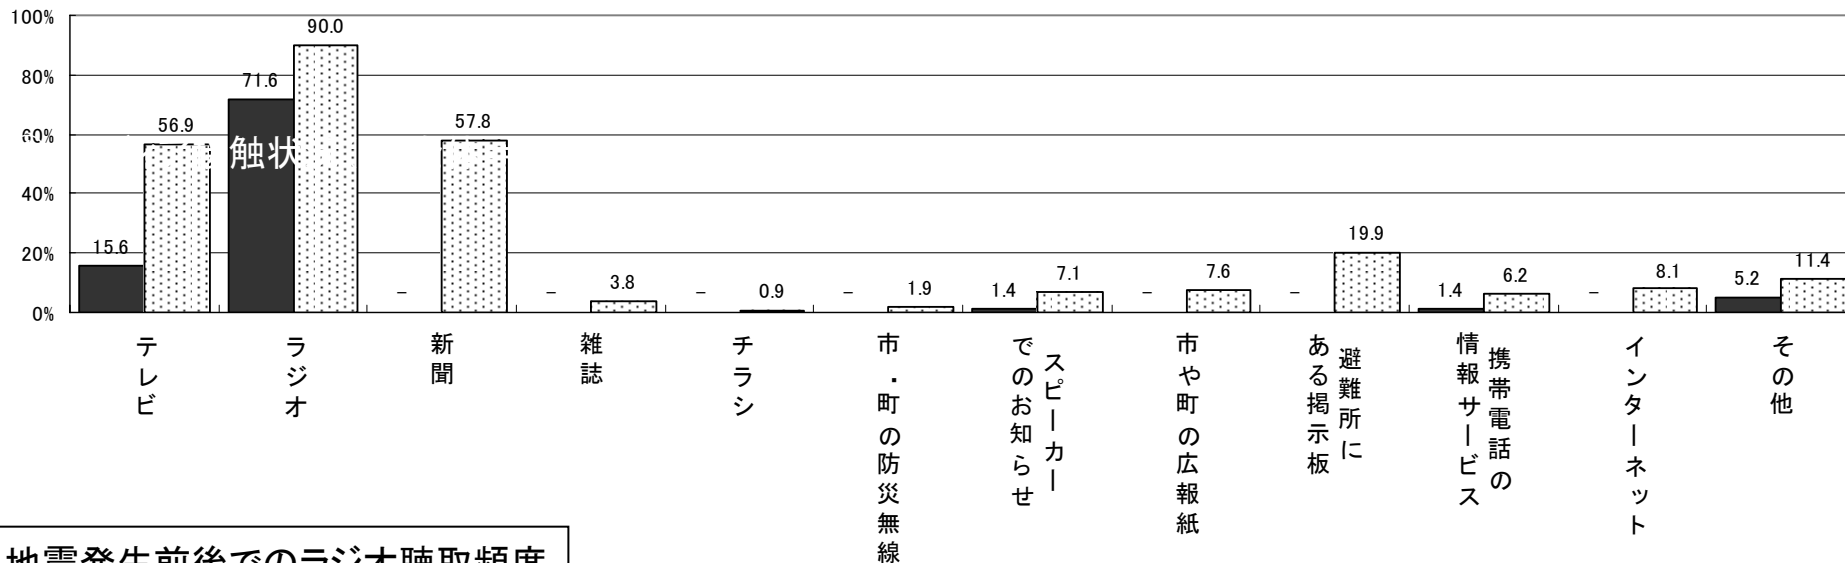 100%
80%
60%
40%
20%
0%
15.6
56.9
71.6
90.0
–
57.8
–
3.8
–
0.9
–
1.9
1.4
7.1
–
7.6
–
19.9
1.4
6.2
–
8.1
5.2
11.4
触状
テレビ
ラジオ
新聞
雑誌
チラシ
市・町の防災無線
スピーカー
でのお知らせ
市や町の広報紙
避難所に
ある掲示板
携帯電話の
情報サービス
インターネット
その他
地震発生前後でのラジオ聴取頻度